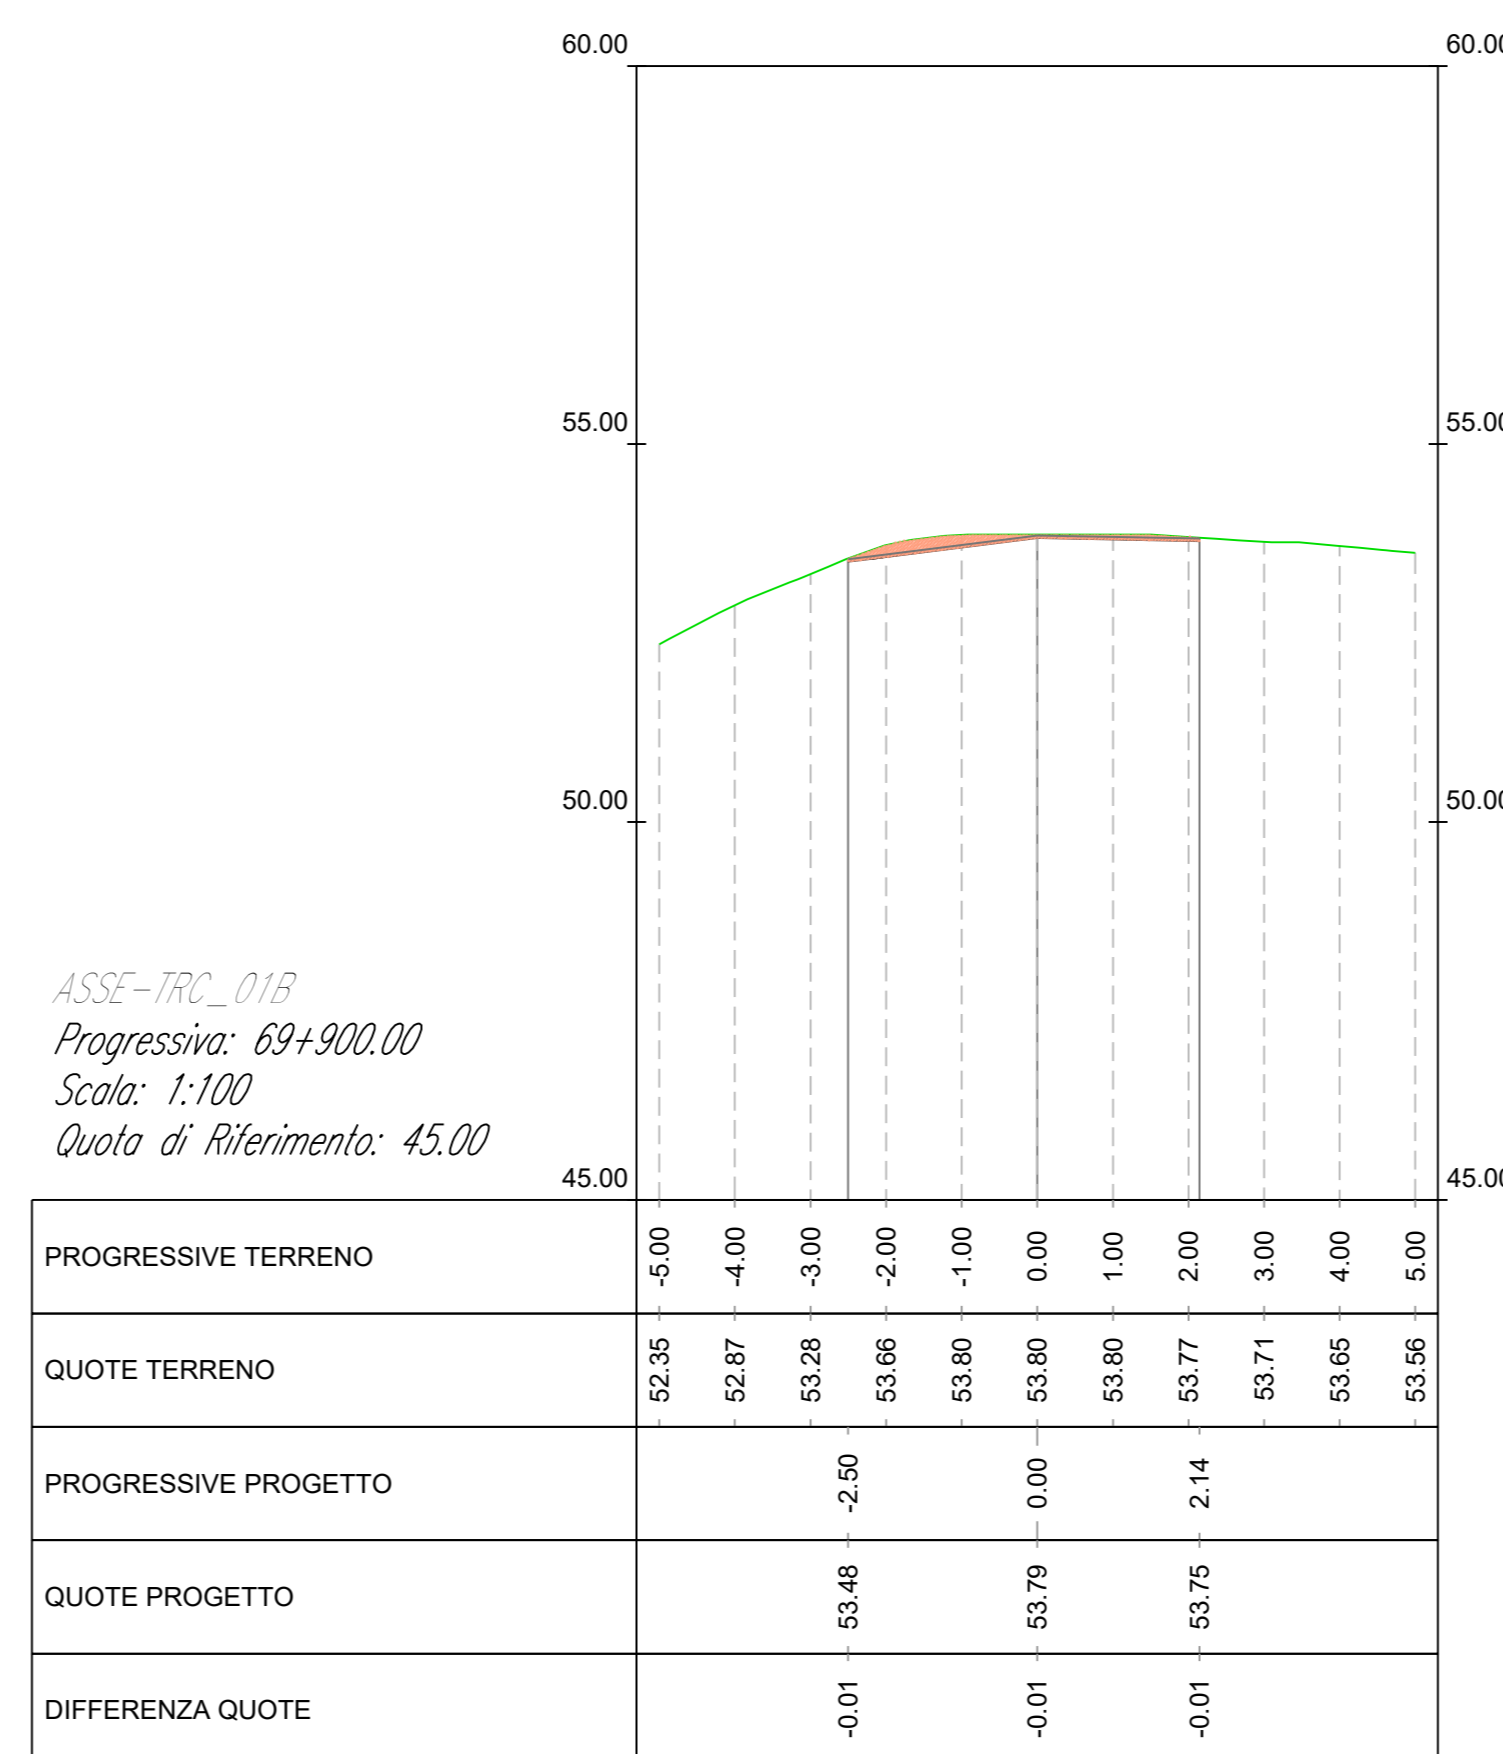 60.00 60.00
55.00 55.00
50.00 50.00
ASSE-TRC_01B
Progressiva: 69+900.00
Scala: 1:100
Quota di Riferimento: 45.00
45.00 45.00
PROGRESSIVE TERRENO -5.00 -4.00 -3.00 -2.00 -1.00 0.00 1.00 2.00 3.00 4.00 5.00
QUOTE TERRENO 52.35 52.87 53.28 53.66 53.80 53.80 53.80 53.77 53.71 53.65 53.56
PROGRESSIVE PROGETTO -2.50 0.00 2.14
QUOTE PROGETTO 53.48 53.79 53.75
DIFFERENZA QUOTE -0.01 -0.01 -0.01